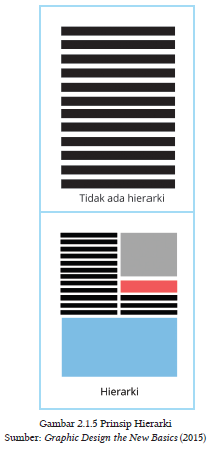 Tidak ada hierarki
Hierarki
Gambar 2.1.5 Prinsip Hierarki
Sumber: Graphic Design the New Basics (2015)